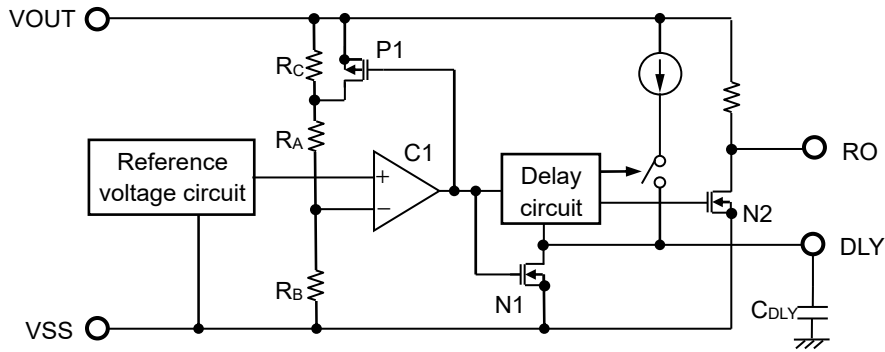 VOUT
P1
RC
RA
C1
Reference
voltage circuit
+
−
Delay
circuit
RO
N2
DLY
RB
N1
CDLY
VSS